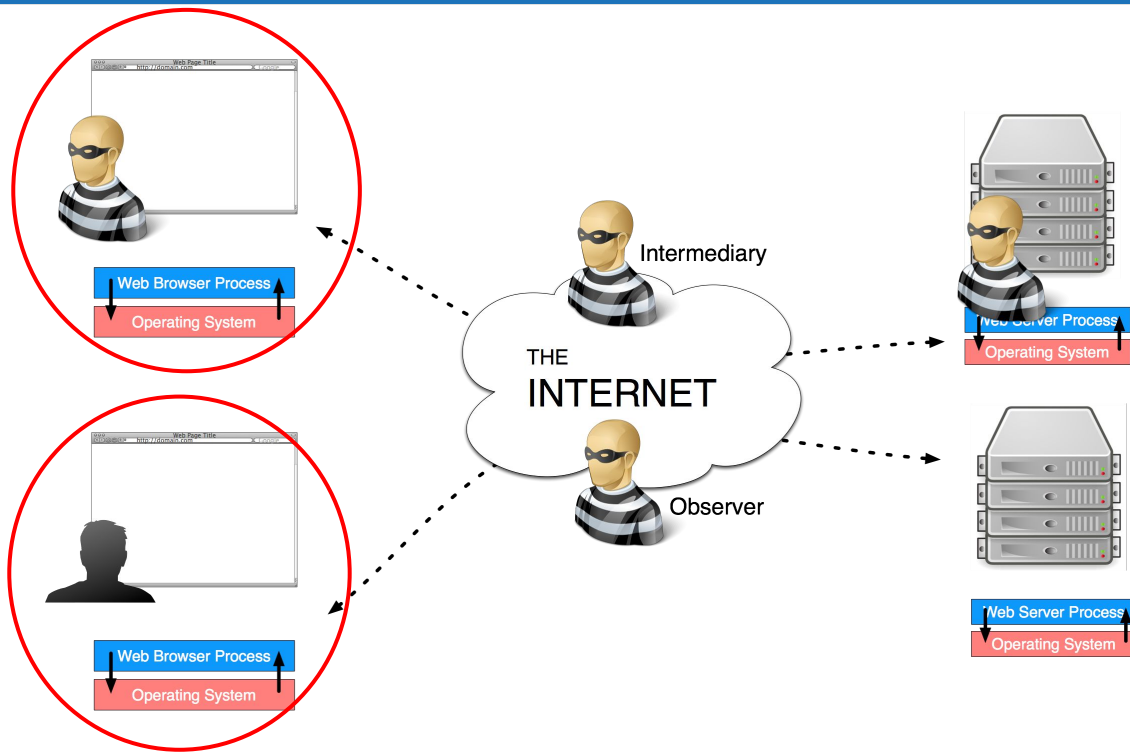 Web Page Title
http://domain.com
Web Browser Process
Operating System
Intermediary
THE
INTERNET
Observer
Web Server Process
Operating System
Web Page Title
http://domain.com
Web Browser Process
Operating System
Web Server Process
Operating System